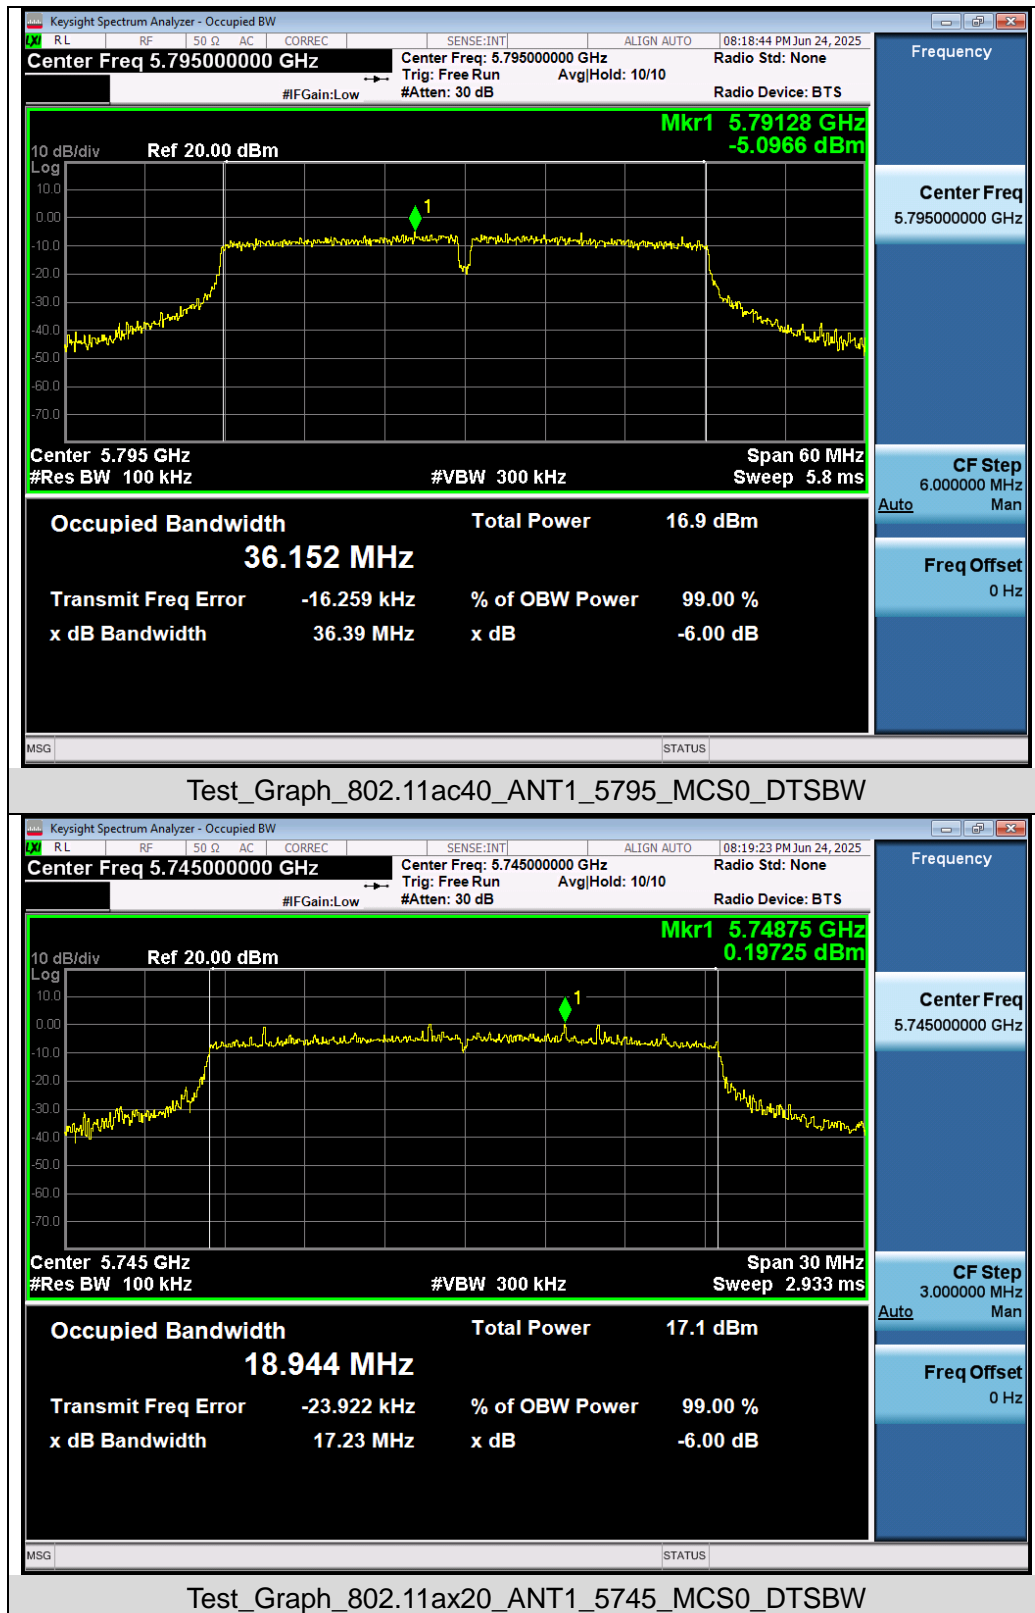 Keysight Spectrum Analyzer - Occupied BW
LXI RL RF 50 Ω AC CORREC SENSE:INT ALIGN AUTO 08:18:44 PM Jun 24, 2025
Center Freq 5.795000000 GHz
Center Freq: 5.795000000 GHz Radio Std: None
Trig: Free Run Avg|Hold: 10/10
#IFGain:Low #Atten: 30 dB Radio Device: BTS
Frequency
Mkr1 5.79128 GHz
-5.0966 dBm
10 dB/div Ref 20.00 dBm
Log
10.0
0.00
-10.0
-20.0
-30.0
-40.0
-50.0
-60.0
-70.0
1
Center 5.795 GHz Span 60 MHz
#Res BW 100 kHz #VBW 300 kHz Sweep 5.8 ms
Center Freq
5.795000000 GHz
CF Step
6.000000 MHz
Auto Man
Freq Offset
0 Hz
Occupied Bandwidth Total Power 16.9 dBm
36.152 MHz
Transmit Freq Error -16.259 kHz % of OBW Power 99.00 %
x dB Bandwidth 36.39 MHz x dB -6.00 dB
MSG STATUS
Test_Graph_802.11ac40_ANT1_5795_MCS0_DTSBW
Keysight Spectrum Analyzer - Occupied BW
LXI RL RF 50 Ω AC CORREC SENSE:INT ALIGN AUTO 08:19:23 PM Jun 24, 2025
Center Freq 5.745000000 GHz
Center Freq: 5.745000000 GHz Radio Std: None
Trig: Free Run Avg|Hold: 10/10
#IFGain:Low #Atten: 30 dB Radio Device: BTS
Frequency
Mkr1 5.74875 GHz
0.19725 dBm
10 dB/div Ref 20.00 dBm
Log
10.0
0.00
-10.0
-20.0
-30.0
-40.0
-50.0
-60.0
-70.0
1
Center 5.745 GHz Span 30 MHz
#Res BW 100 kHz #VBW 300 kHz Sweep 2.933 ms
Center Freq
5.745000000 GHz
CF Step
3.000000 MHz
Auto Man
Freq Offset
0 Hz
Occupied Bandwidth Total Power 17.1 dBm
18.944 MHz
Transmit Freq Error -23.922 kHz % of OBW Power 99.00 %
x dB Bandwidth 17.23 MHz x dB -6.00 dB
MSG STATUS
Test_Graph_802.11ax20_ANT1_5745_MCS0_DTSBW